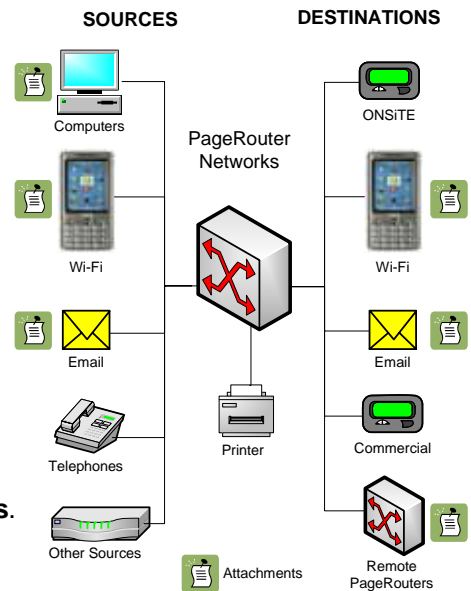 SOURCES
DESTINATIONS
Computers
ONSiTE
PageRouter
Networks
Wi-Fi
Wi-Fi
Email
Email
Printer
Telephones
Commercial
s.
Other Sources
Attachments
Remote
PageRouters